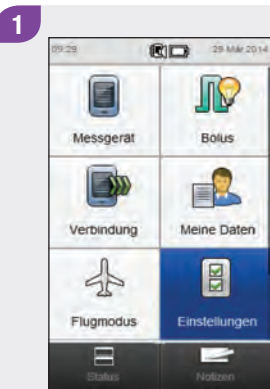 1
09:29
29 Mär 2014
Messgerät
Bolus
Verbindung
Meine Daten
Flugmodus
Einstellungen
Status
Notizen